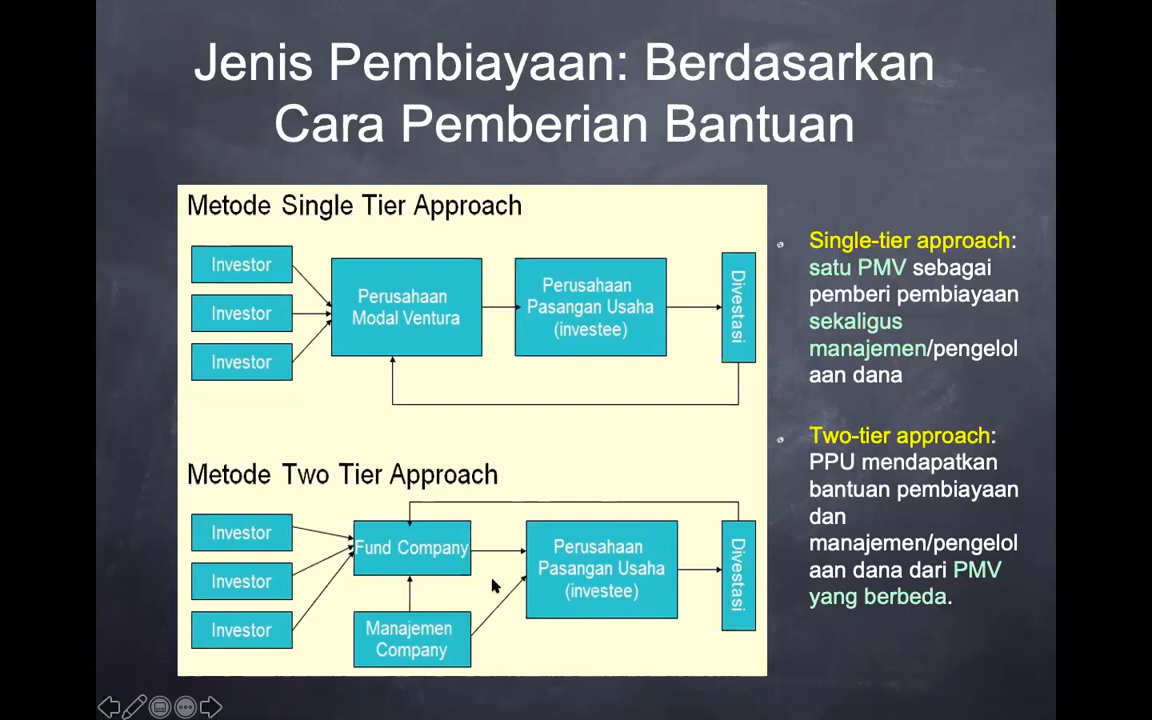 Jenis Pembiayaan: Berdasarkan
Cara Pemberian Bantuan
Metode Single Tier Approach
Investor
Investor
Investor
Perusahaan
Modal Ventura
Perusahaan
Pasangan Usaha
(investee)
Divestasi
Metode Two Tier Approach
Investor
Investor
Investor
Fund Company
Manajemen
Company
Perusahaan
Pasangan Usaha
(investee)
Divestasi
Single-tier approach:
satu PMV sebagai
pemberi pembiayaan
sekaligus
manajemen/pengelol
aan dana
Two-tier approach:
PPU mendapatkan
bantuan pembiayaan
dan
manajemen/pengelol
aan dana dari PMV
yang berbeda.